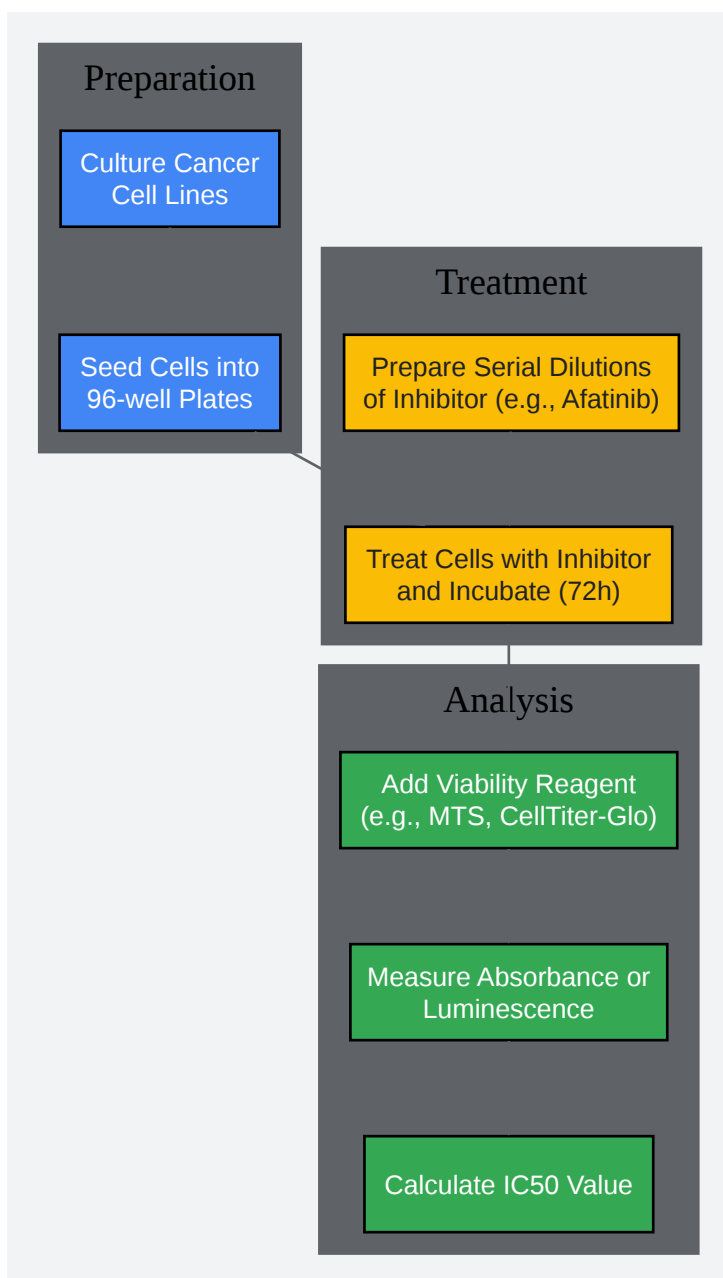 Preparation
Culture Cancer
Cell Lines
Seed Cells into
96-well Plates
Treatment
Prepare Serial Dilutions
of Inhibitor (e.g., Afatinib)
Treat Cells with Inhibitor
and Incubate (72h)
Analysis
Add Viability Reagent
(e.g., MTS, CellTiter-Glo)
Measure Absorbance or
Luminescence
Calculate IC50 Value